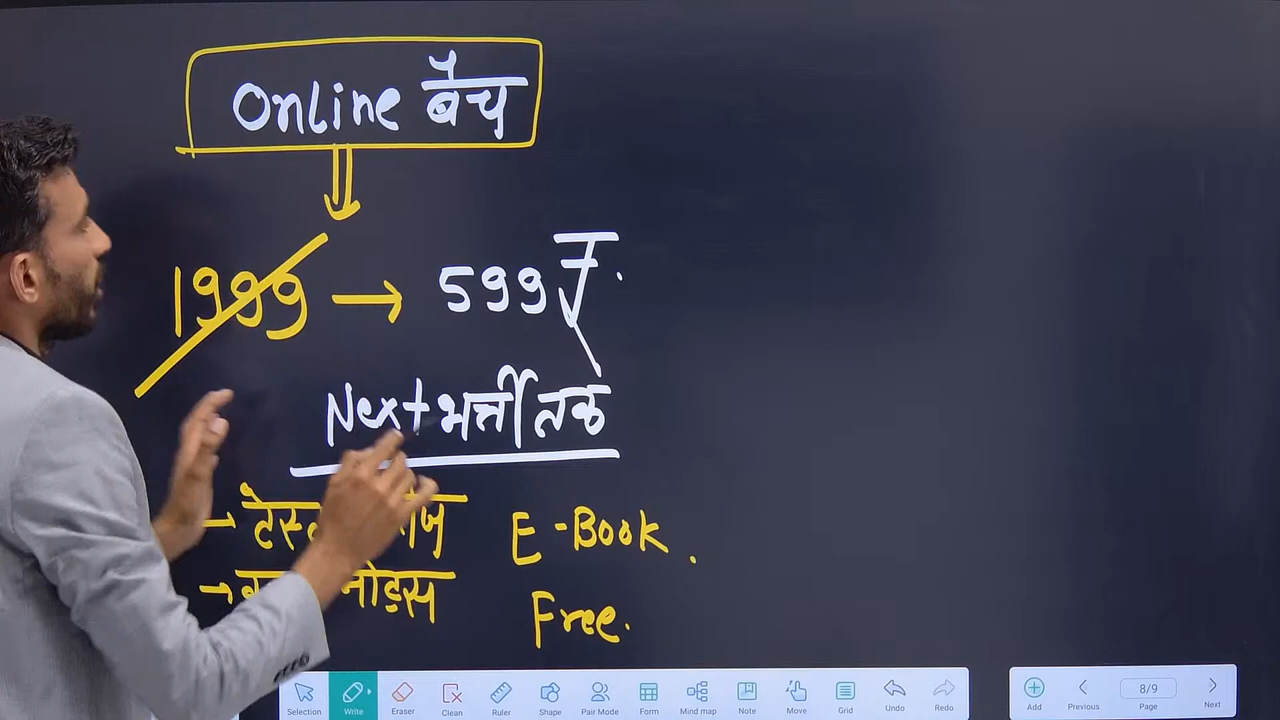 Online बैच
1999 → 599 ₹
Next भर्ती तक
→ E-Book.
→ नोट्स Free.
Selection Write Eraser Clean Ruler Shape Pair Mode Form Mind map Note Move Grid Undo Redo Add Previous 8/9 Page Next